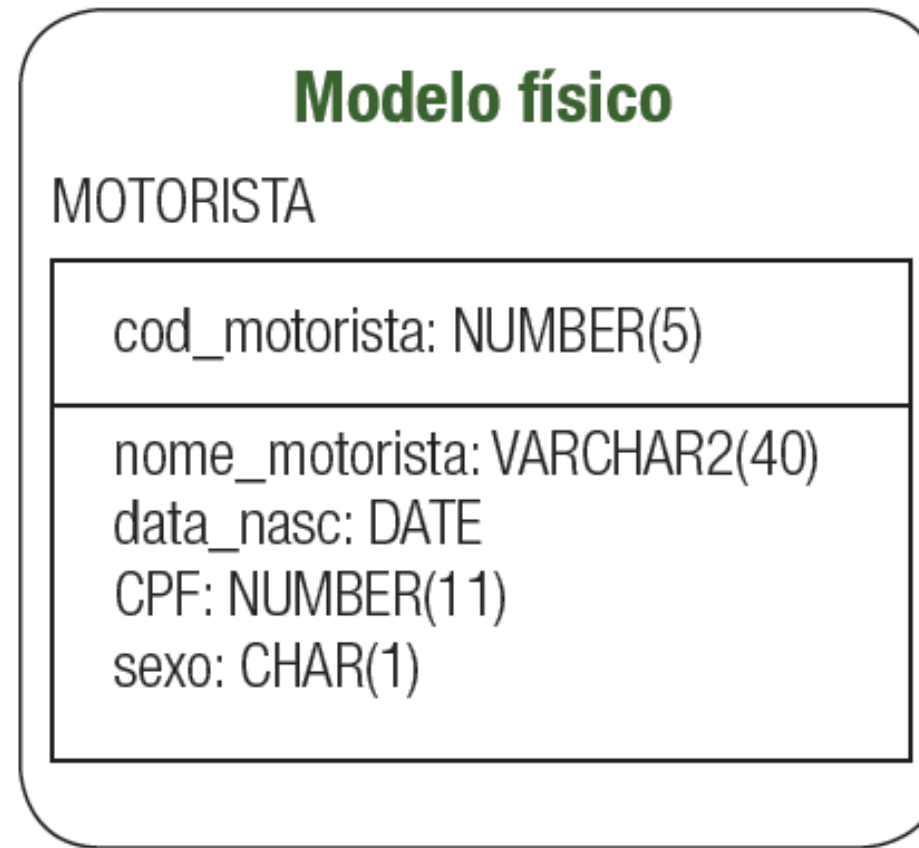 Modelo físico
MOTORISTA
cod_motorista: NUMBER(5)
nome_motorista: VARCHAR2(40)
data_nasc: DATE
CPF: NUMBER(11)
sexo: CHAR(1)